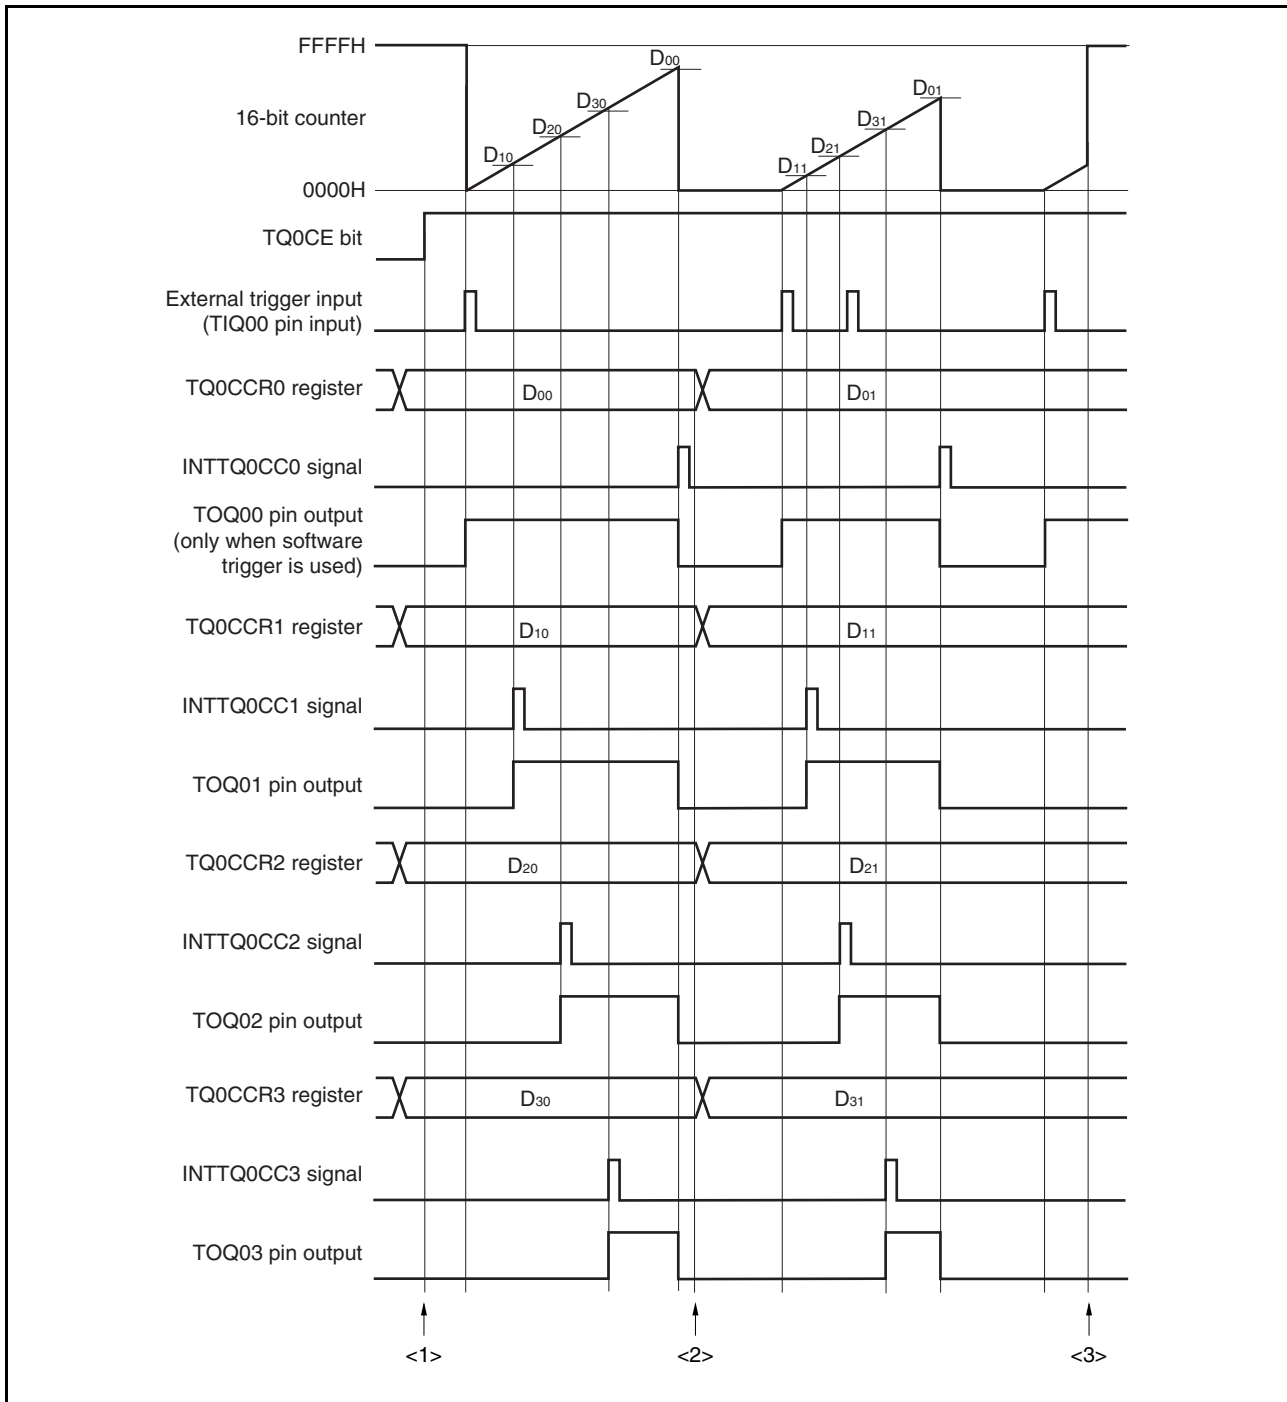 FFFFH
D00
D01
D30
D31
16-bit counter
D20
D21
D10
D11
0000H
TQ0CE bit
External trigger input
(TIQ00 pin input)
TQ0CCR0 register
D00
D01
INTTQ0CC0 signal
TOQ00 pin output
(only when software
trigger is used)
TQ0CCR1 register
D10
D11
INTTQ0CC1 signal
TOQ01 pin output
TQ0CCR2 register
D20
D21
INTTQ0CC2 signal
TOQ02 pin output
TQ0CCR3 register
D30
D31
INTTQ0CC3 signal
TOQ03 pin output
<1>
<2>
<3>